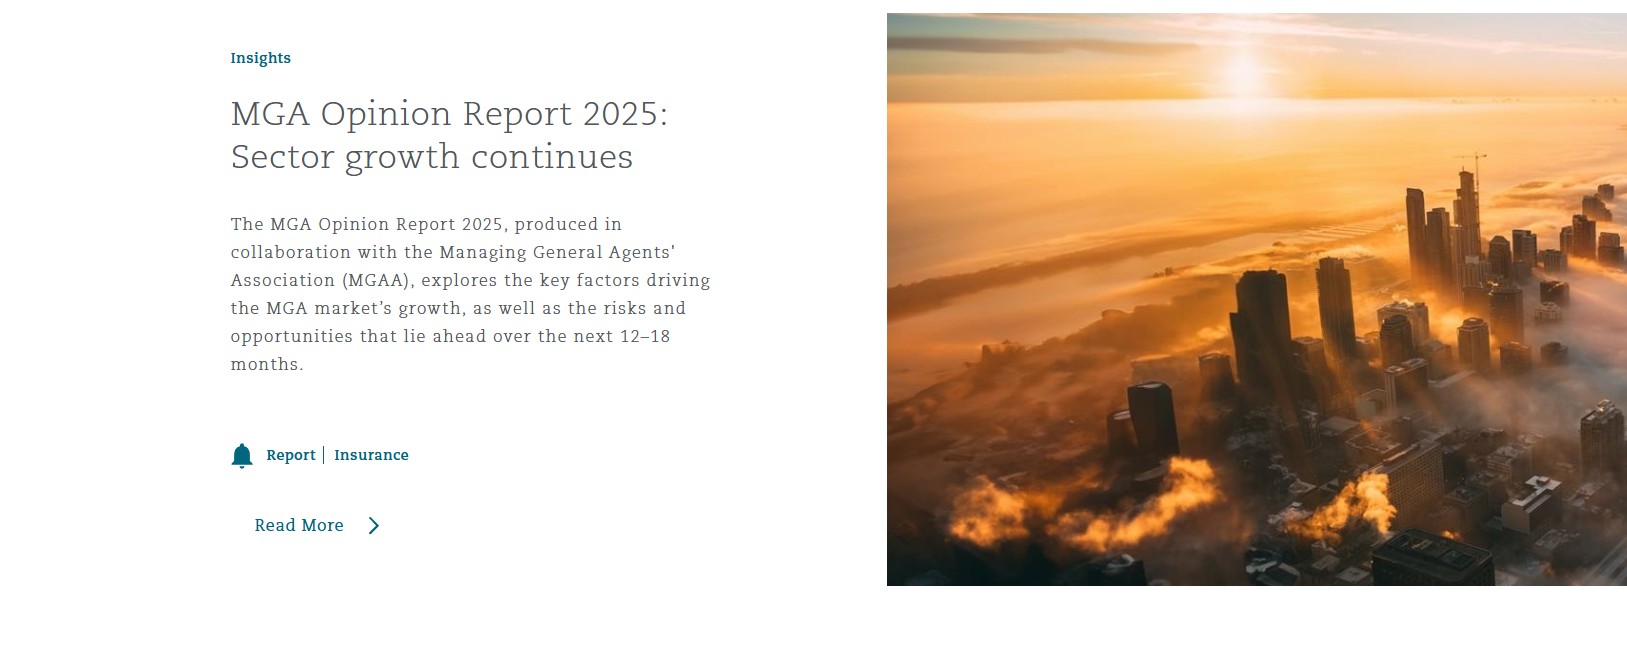 Insights
MGA Opinion Report 2025:
Sector growth continues
The MGA Opinion Report 2025, produced in
collaboration with the Managing General Agents'
Association (MGAA), explores the key factors driving
the MGA market’s growth, as well as the risks and
opportunities that lie ahead over the next 12–18
months.
Report | Insurance
Read More